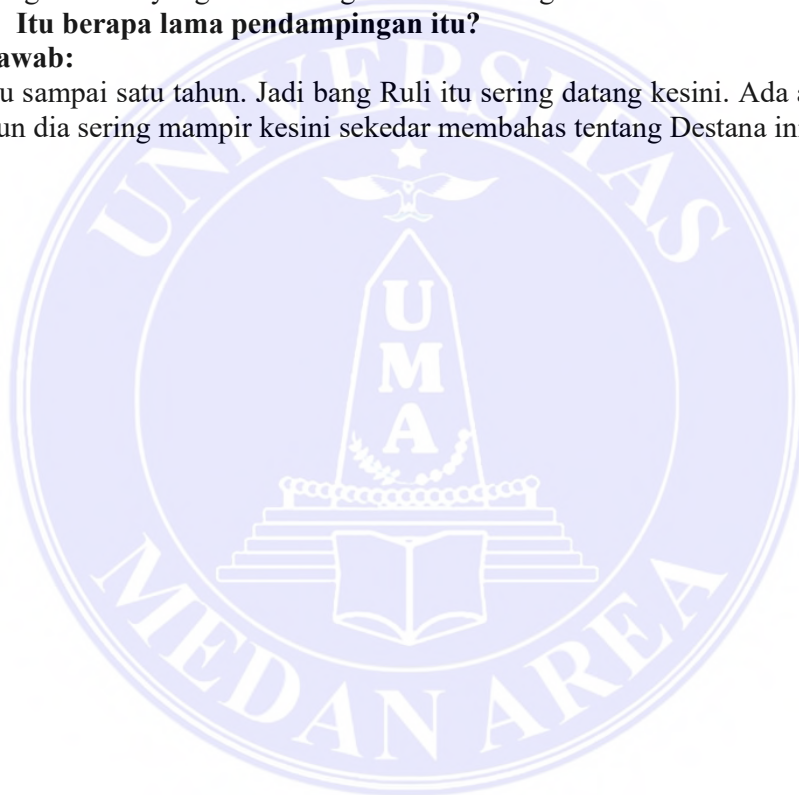 Itu berapa lama pendampingan itu?
awab:
u sampai satu tahun. Jadi bang Ruli itu sering datang kesini. Ada
un dia sering mampir kesini sekedar membahas tentang Destana in
UNIVERSITAS
UMA
MEDAN AREA